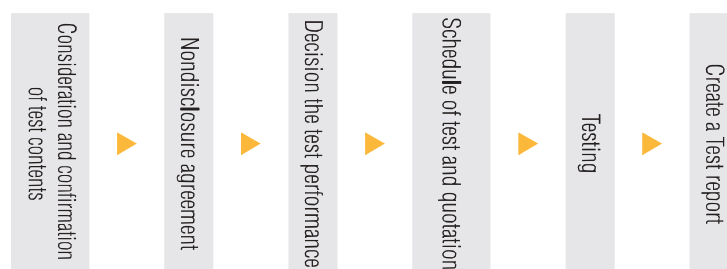 Consideration and confirmation
of test contents
Nondisclosure agreement
Decision the test performance
Schedule of test and quotation
Testing
Create a Test report